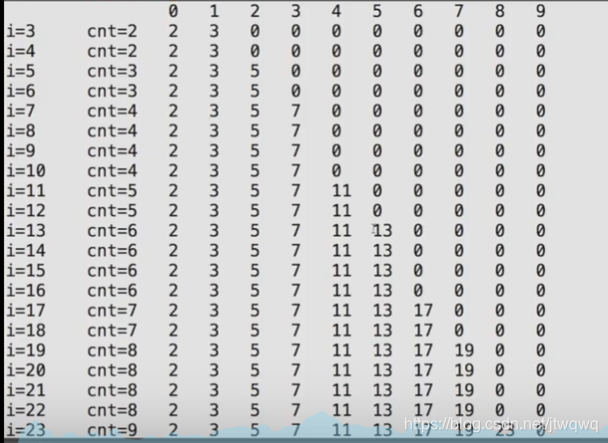 0 1 2 3 4 5 6 7 8 9
i=3 cnt=2 2 3 0 0 0 0 0 0 0 0
i=4 cnt=2 2 3 0 0 0 0 0 0 0 0
i=5 cnt=3 2 3 5 0 0 0 0 0 0 0
i=6 cnt=3 2 3 5 0 0 0 0 0 0 0
i=7 cnt=4 2 3 5 7 0 0 0 0 0 0
i=8 cnt=4 2 3 5 7 0 0 0 0 0 0
i=9 cnt=4 2 3 5 7 0 0 0 0 0 0
i=10 cnt=4 2 3 5 7 0 0 0 0 0 0
i=11 cnt=5 2 3 5 7 11 0 0 0 0 0
i=12 cnt=5 2 3 5 7 11 0 0 0 0 0
i=13 cnt=6 2 3 5 7 11 13 0 0 0 0
i=14 cnt=6 2 3 5 7 11 13 0 0 0 0
i=15 cnt=6 2 3 5 7 11 13 0 0 0 0
i=16 cnt=6 2 3 5 7 11 13 0 0 0 0
i=17 cnt=7 2 3 5 7 11 13 17 0 0 0
i=18 cnt=7 2 3 5 7 11 13 17 0 0 0
i=19 cnt=8 2 3 5 7 11 13 17 19 0 0
i=20 cnt=8 2 3 5 7 11 13 17 19 0 0
i=21 cnt=8 2 3 5 7 11 13 17 19 0 0
i=22 cnt=8 2 3 5 7 11 13 17 19 0 0
i=23 cnt=9 2 3 5 7 11 13 17 19 23 0
https://blog.csdn.net/jtwqwq